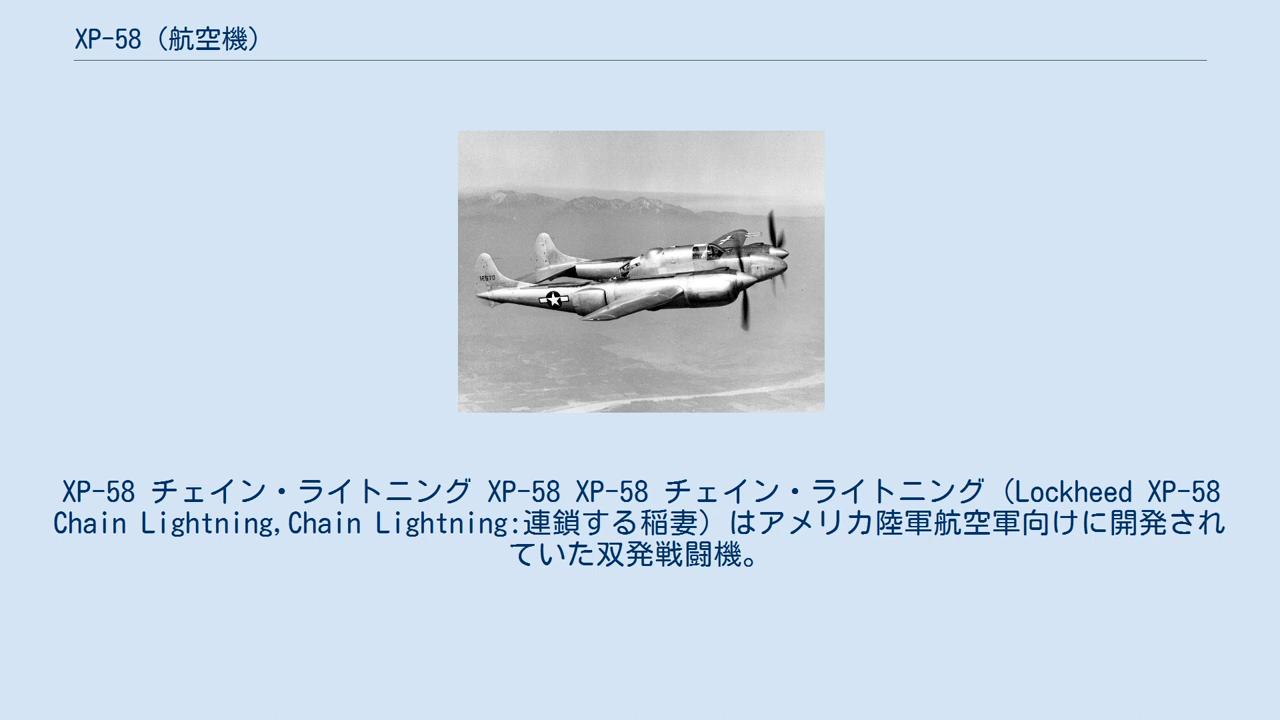 XP-58（航空機）
XP-58 チェイン・ライトニング XP-58 XP-58 チェイン・ライトニング（Lockheed XP-58
Chain Lightning,Chain Lightning:連鎖する稲妻）はアメリカ陸軍航空軍向けに開発され
ていた双発戦闘機。